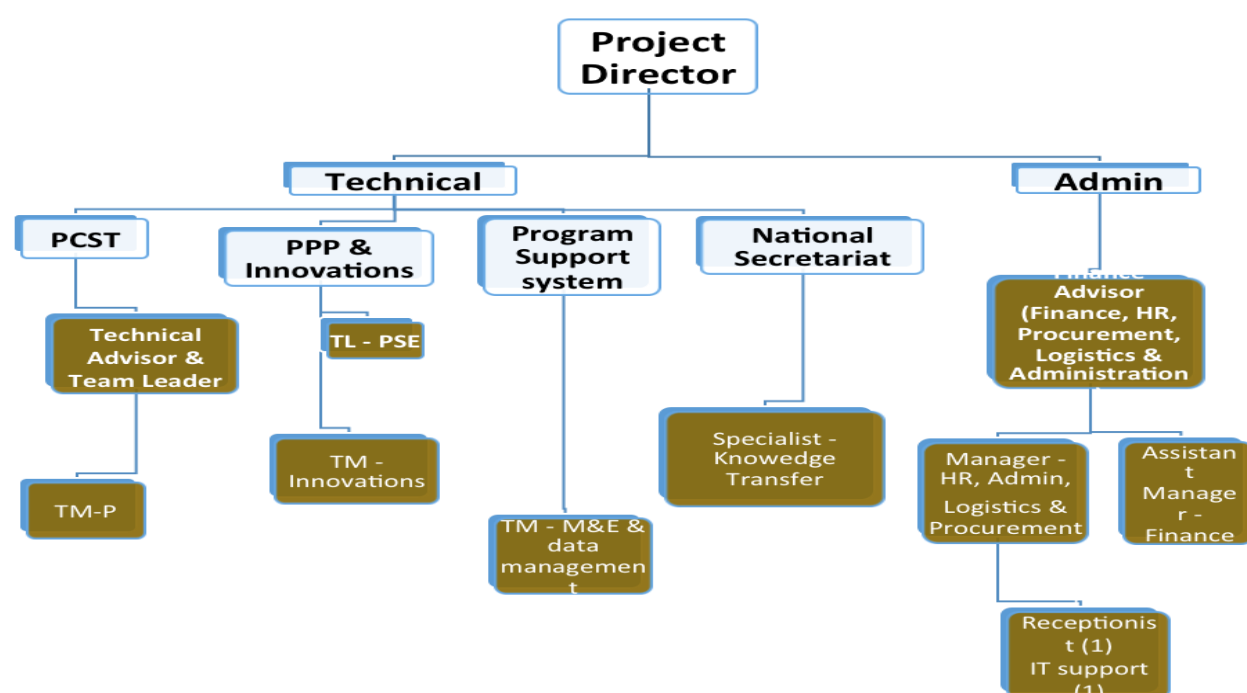 Project
Director
Technical
Admin
PCST
PPP &
Innovations
Program
Support
system
National
Secretariat
Finance
Advisor
(Finance, HR,
Procurement,
Logistics &
Administration
Technical
Advisor &
Team Leader
TL - PSE
TM -
Innovations
Specialist -
Knowedge
Transfer
Manager -
HR, Admin,
Logistics &
Procurement
Assistan
t
Manage
r -
Finance
TM-P
TM - M&E &
data
managemen
t
Receptionis
t (1)
IT support
(1)